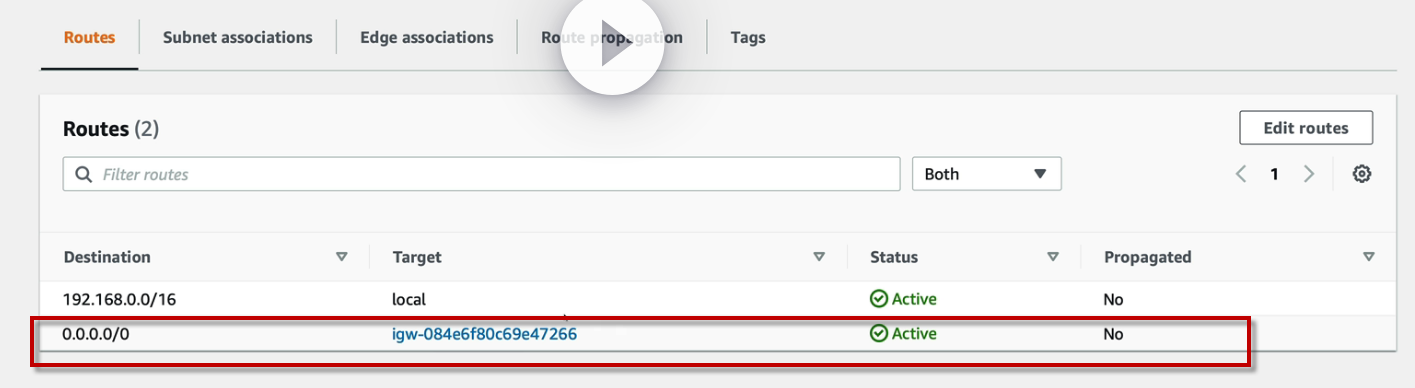 Routes Subnet associations Edge associations Route propagation Tags
Routes (2) Edit routes
Filter routes Both 1
Destination Target Status Propagated
192.168.0.0/16 local Active No
0.0.0.0/0 igw-084e6f80c69e47266 Active No